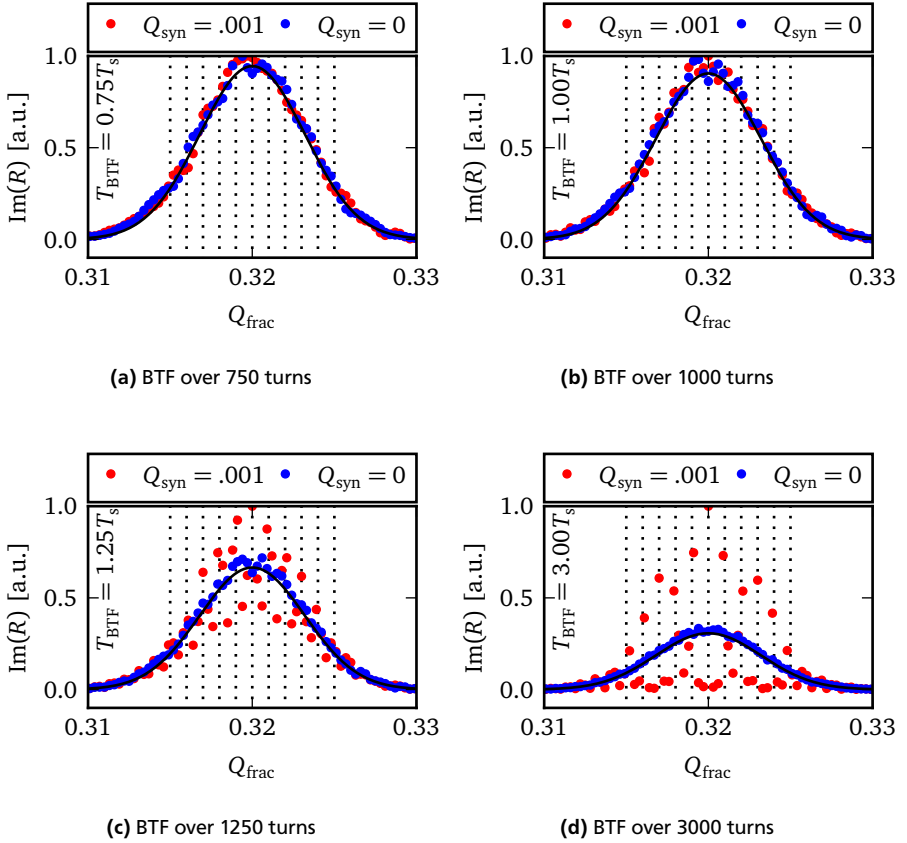 Q_syn = .001 Q_syn = 0
1.0
0.5
0.0
Im(R) [a.u.]
T_BTF = 0.75T_s
0.31 0.32 0.33
Q_frac
(a) BTF over 750 turns
Q_syn = .001 Q_syn = 0
1.0
0.5
0.0
Im(R) [a.u.]
T_BTF = 1.00T_s
0.31 0.32 0.33
Q_frac
(b) BTF over 1000 turns
Q_syn = .001 Q_syn = 0
1.0
0.5
0.0
Im(R) [a.u.]
T_BTF = 1.25T_s
0.31 0.32 0.33
Q_frac
(c) BTF over 1250 turns
Q_syn = .001 Q_syn = 0
1.0
0.5
0.0
Im(R) [a.u.]
T_BTF = 3.00T_s
0.31 0.32 0.33
Q_frac
(d) BTF over 3000 turns